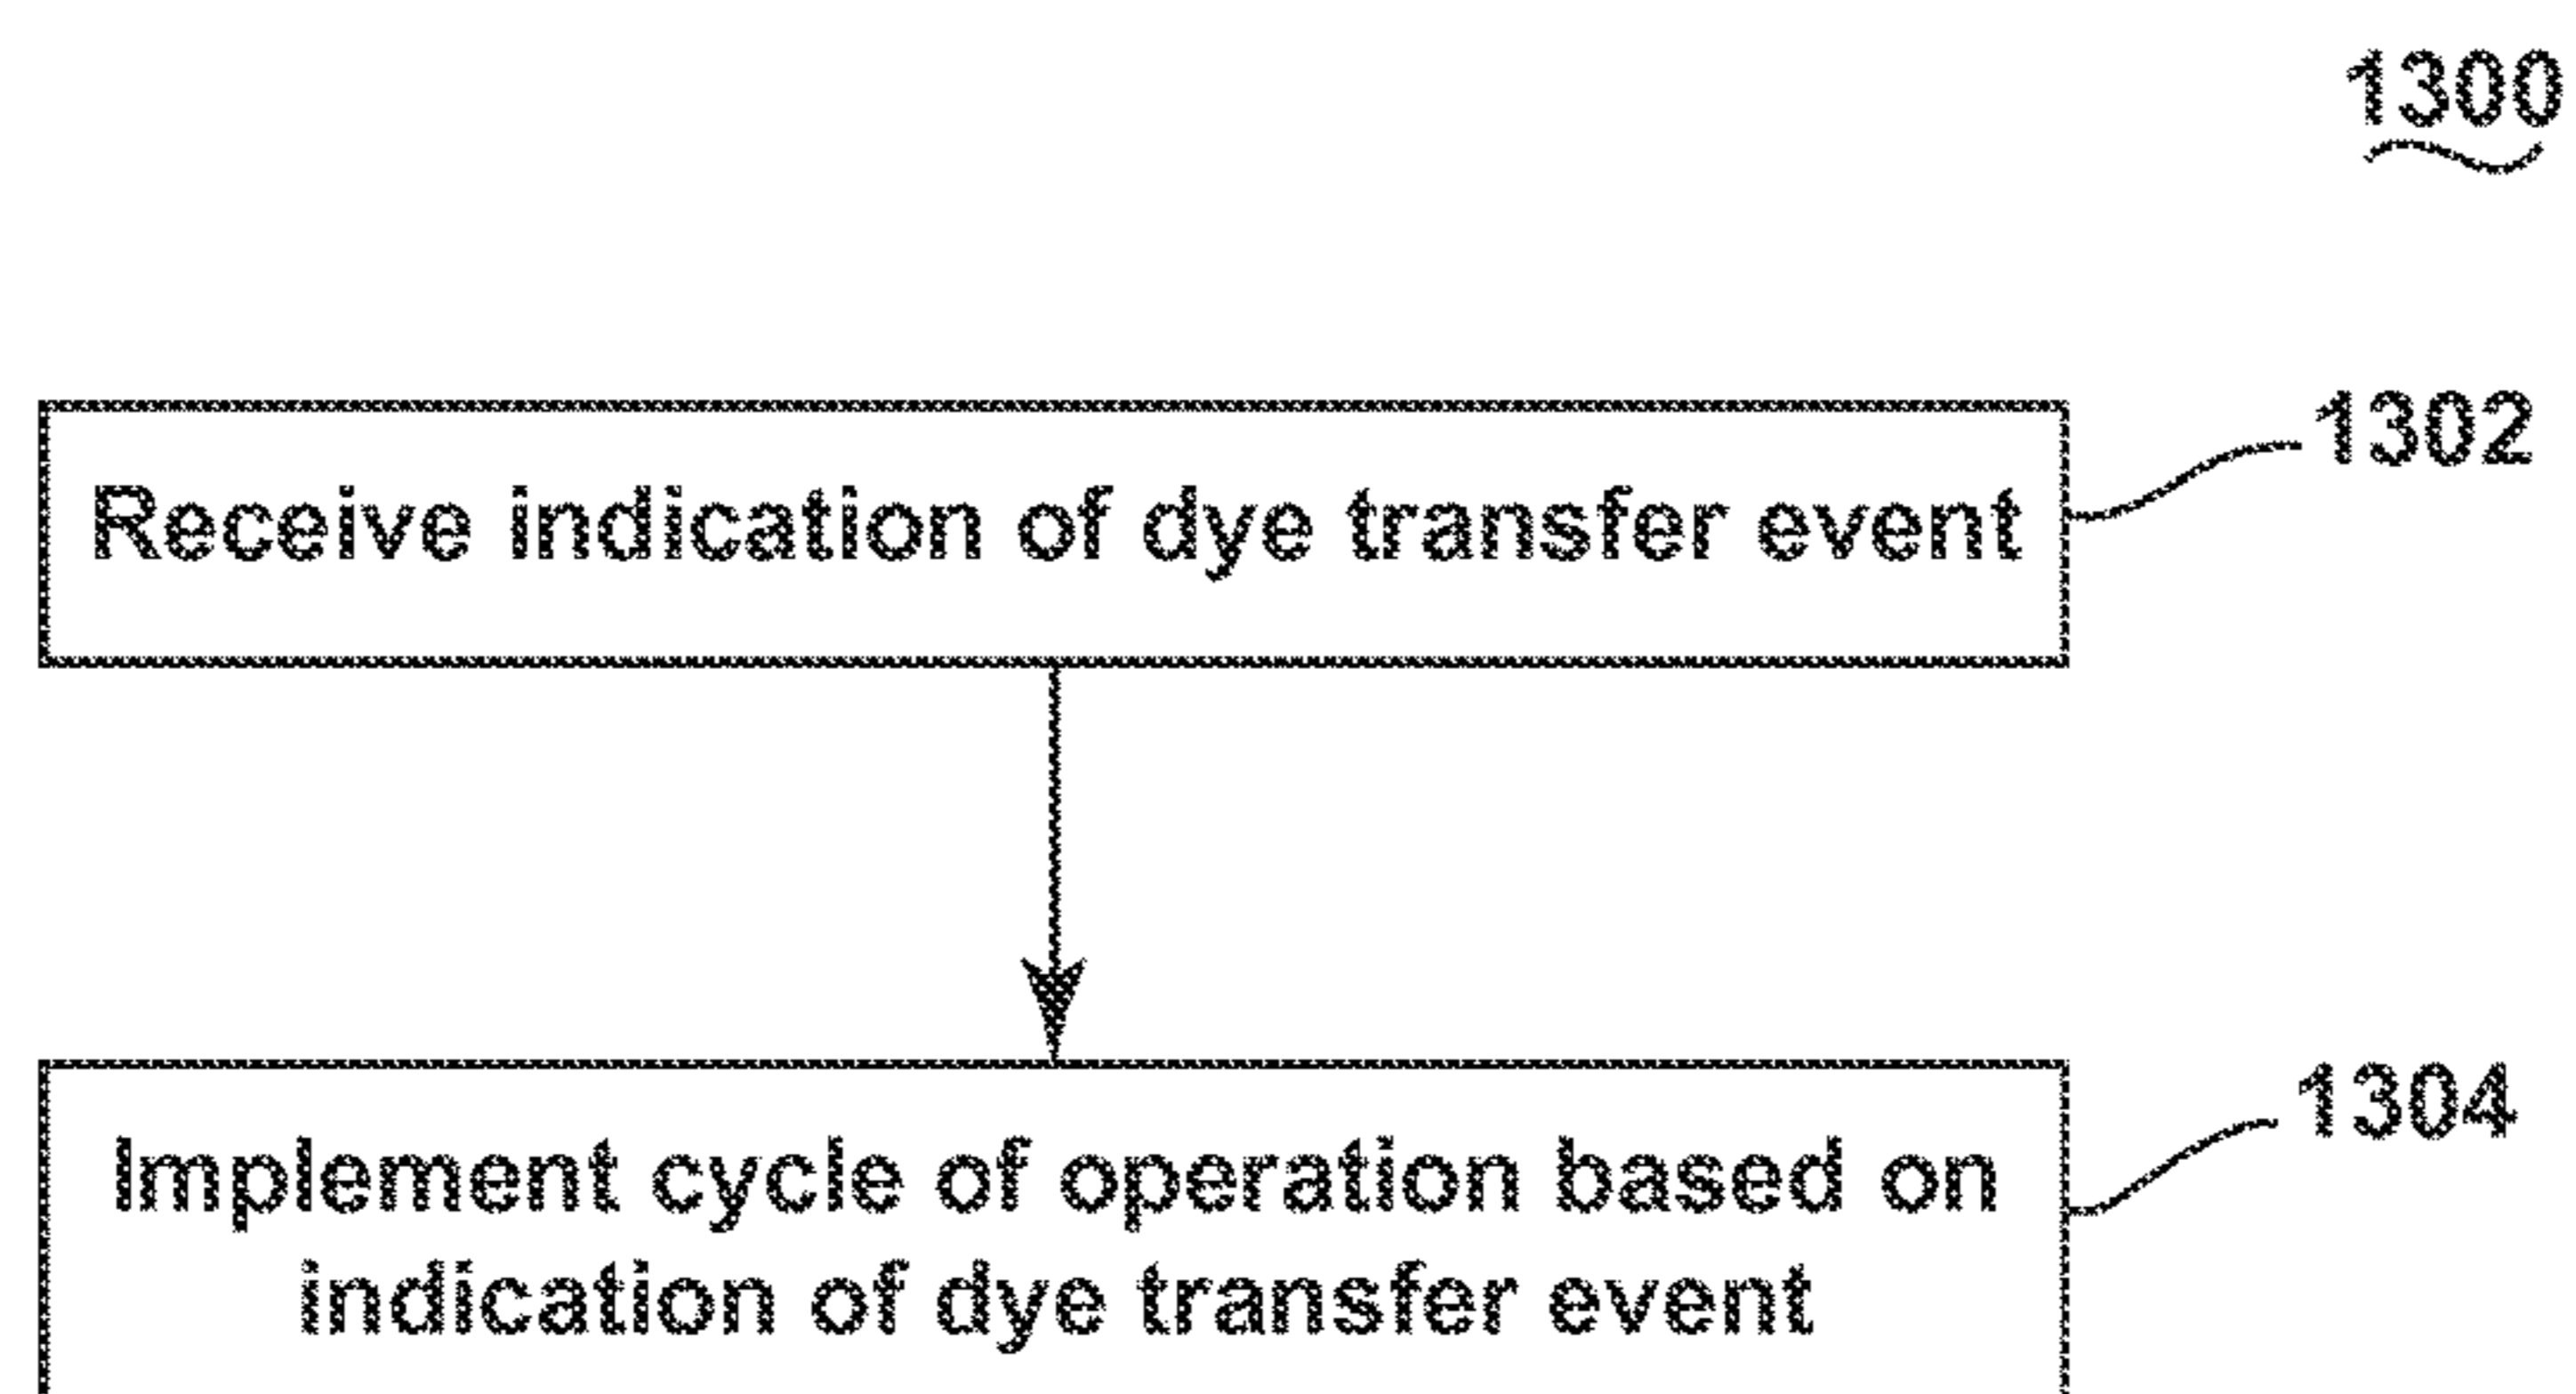 1300
Receive indication of dye transfer event
1302
Implement cycle of operation based on
indication of dye transfer event
1304